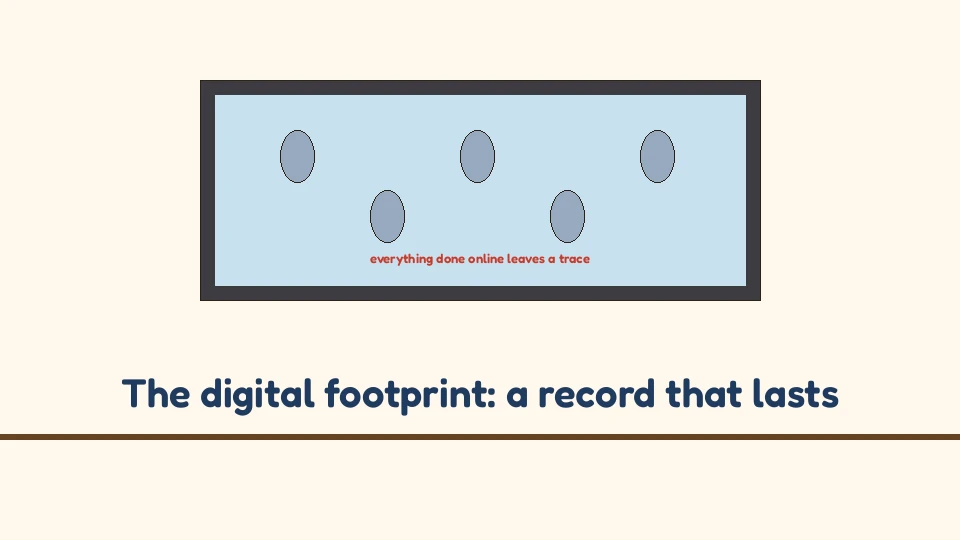 everything done online leaves a trace
The digital footprint: a record that lasts